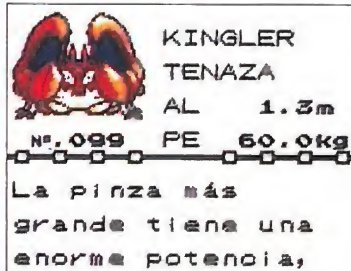 KINGLER
TENAZA
AL 1.3m
Nº.099 PE 60.0kg
La pinza más
grande tiene una
enorme potencia,